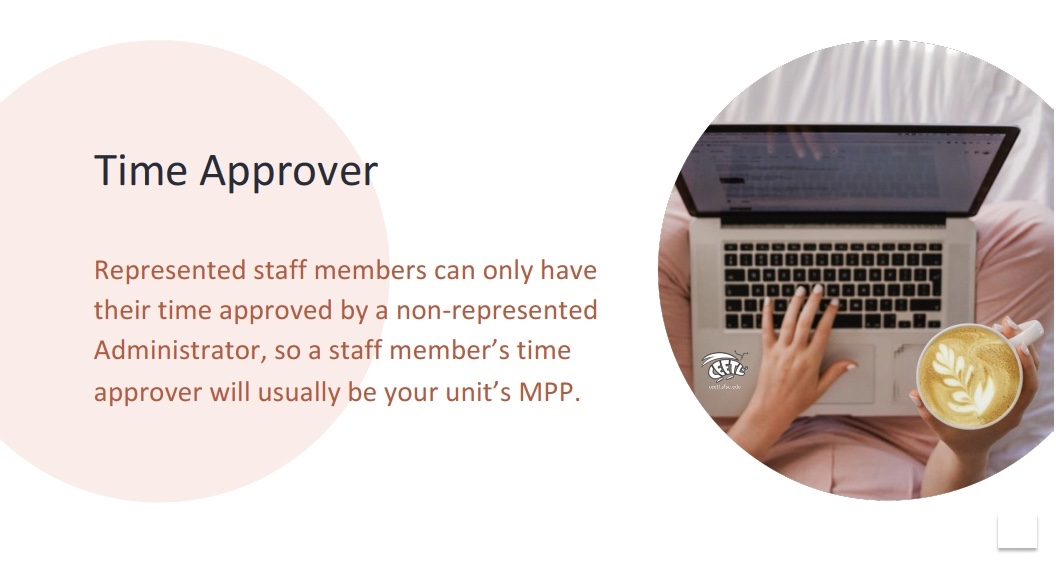 Time Approver
Represented staff members can only have
their time approved by a non-represented
Administrator, so a staff member’s time
approver will usually be your unit’s MPP.